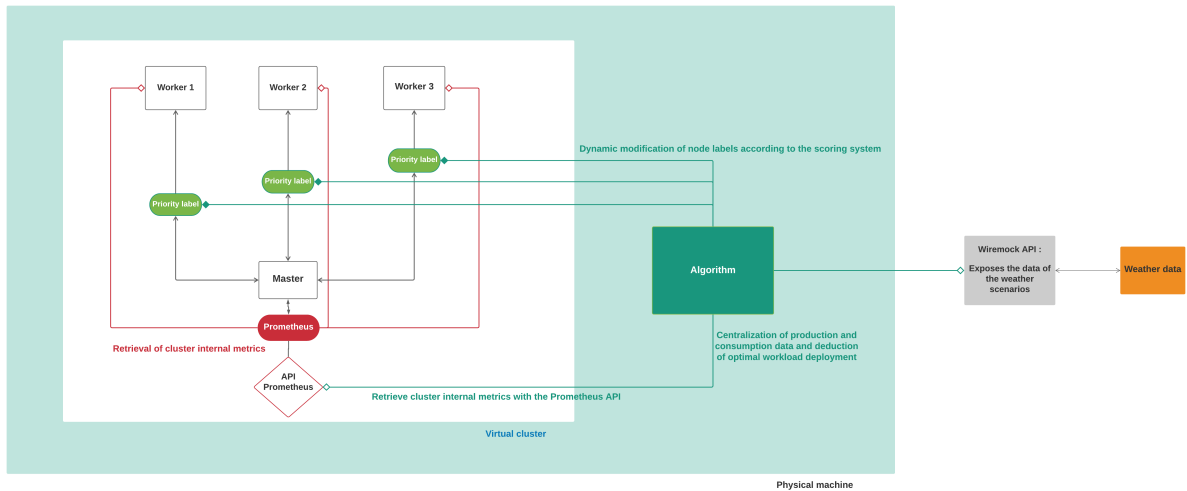 Worker 1
Worker 2
Worker 3
Dynamic modification of node labels according to the scoring system
Priority label
Priority label
Priority label
Master
Algorithm
Wiremock API :
Exposes the data of
the weather
scenarios
Weather data
Prometheus
Retrieval of cluster internal metrics
Centralization of production and
consumption data and deduction
of optimal workload deployment
API
Prometheus
Retrieve cluster internal metrics with the Prometheus API
Virtual cluster
Physical machine